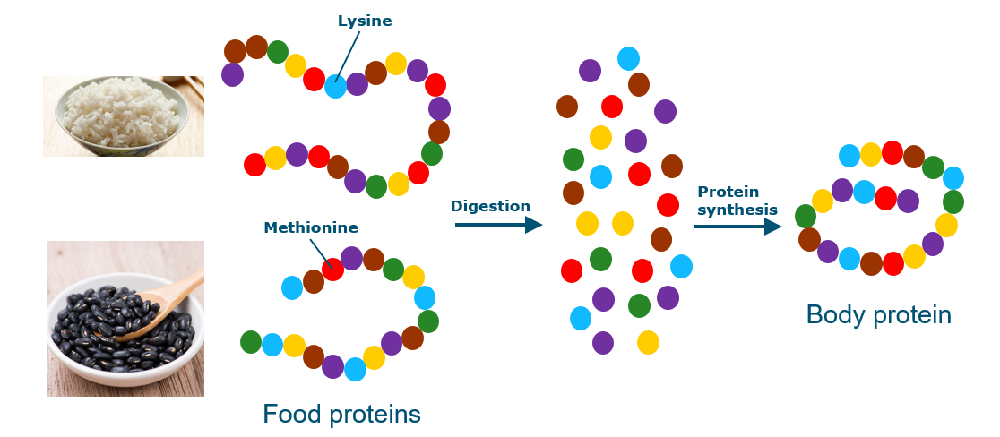 Lysine
Methionine
Food proteins
Digestion
Protein
synthesis
Body protein